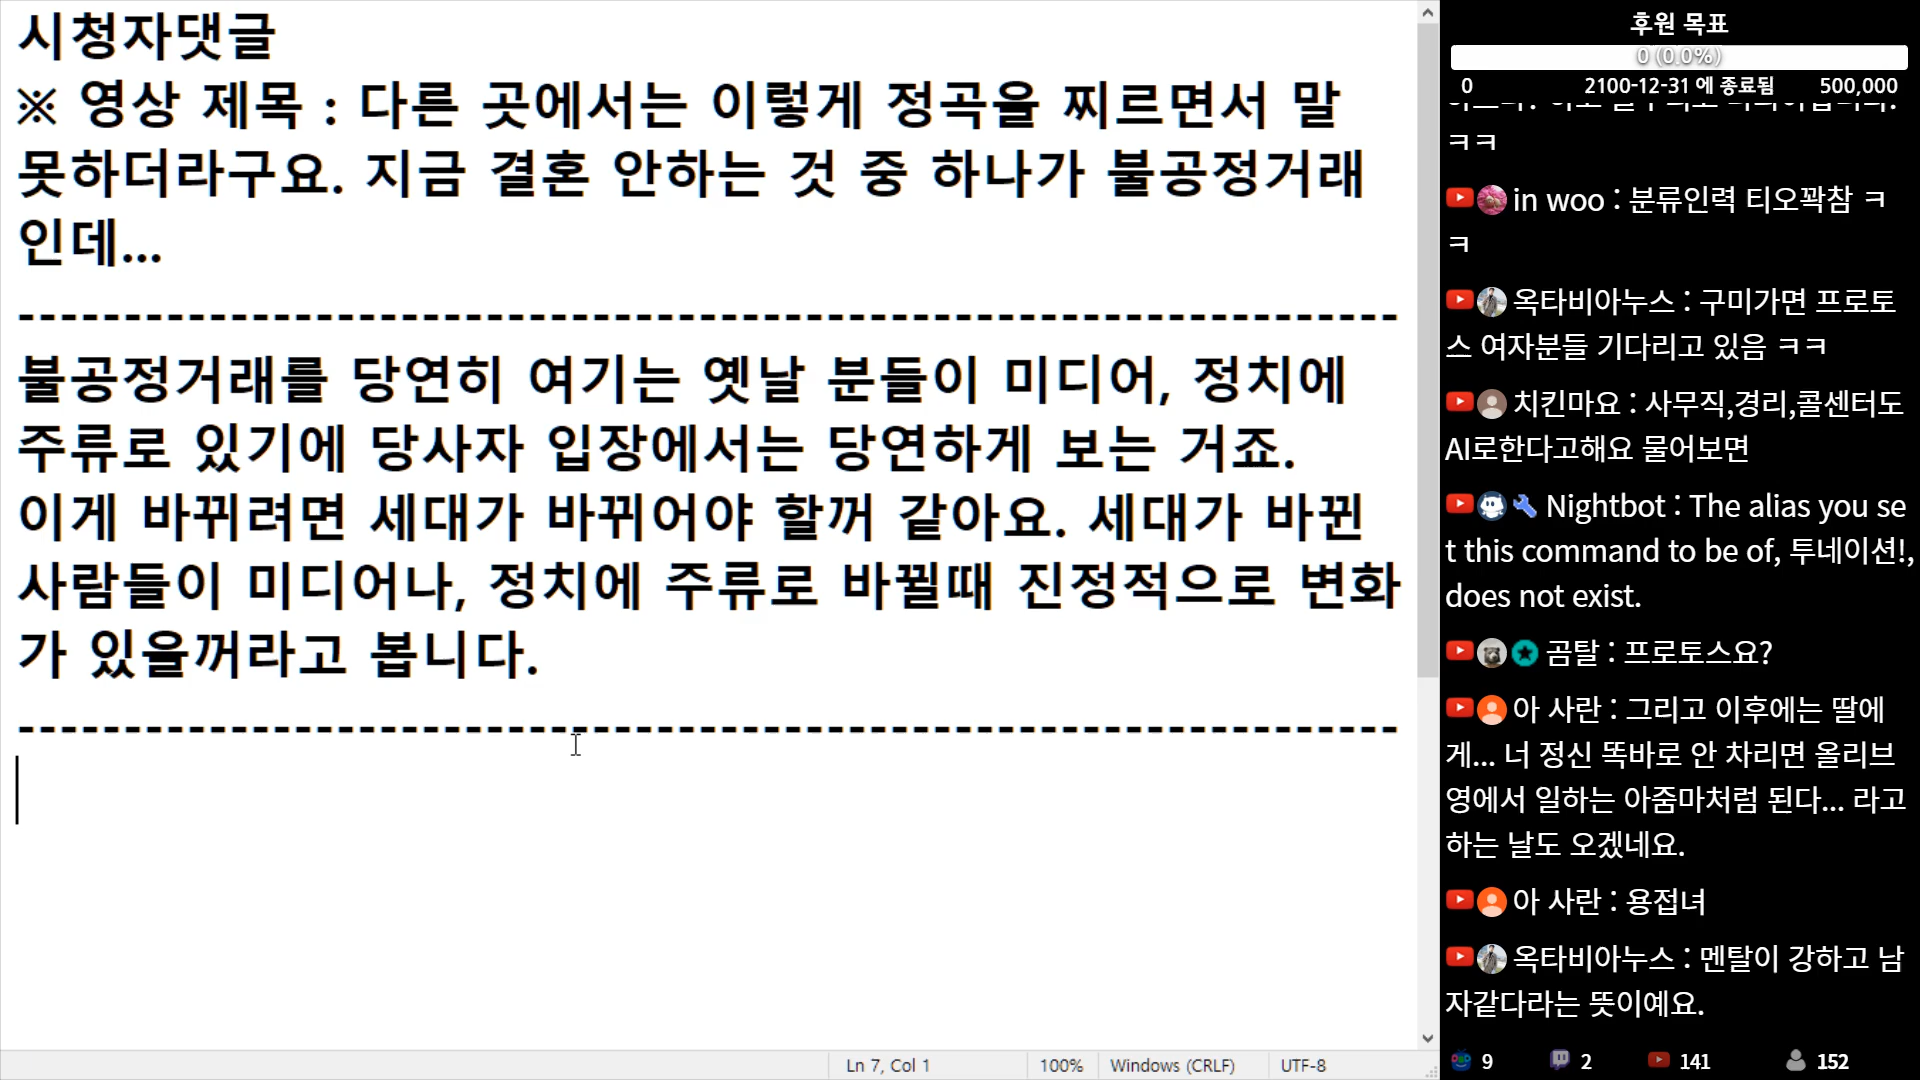 시청자댓글
※ 영상 제목 : 다른 곳에서는 이렇게 정곡을 찌르면서 말
못하더라구요. 지금 결혼 안하는 것 중 하나가 불공정거래
인데...
------------------------------------------------------------
불공정거래를 당연히 여기는 옛날 분들이 미디어, 정치에
주류로 있기에 당사자 입장에서는 당연하게 보는 거죠.
이게 바뀌려면 세대가 바뀌어야 할꺼 같아요. 세대가 바뀐
사람들이 미디어나, 정치에 주류로 바뀔때 진정적으로 변화
가 있을꺼라고 봅니다.
------------------------------------------------------------
Ln 7, Col 1
100%
Windows (CRLF)
UTF-8
후원 목표
0 (0.0%)
0
2100-12-31 에 종료됨
500,000
ㅋㅋ
in woo : 분류인력 티오꽉참 ㅋ
ㅋ
옥타비아누스 : 구미가면 프로토
스 여자분들 기다리고 있음 ㅋㅋ
치킨마요 : 사무직,경리,콜센터도
AI로한다고해요 물어보면
Nightbot : The alias you se
t this command to be of, 투네이션!,
does not exist.
곰탈 : 프로토스요?
아 사란 : 그리고 이후에는 딸에
게... 너 정신 똑바로 안 차리면 올리브
영에서 일하는 아줌마처럼 된다... 라고
하는 날도 오겠네요.
아 사란 : 용접녀
옥타비아누스 : 멘탈이 강하고 남
자같다라는 뜻이예요.
9
2
141
152